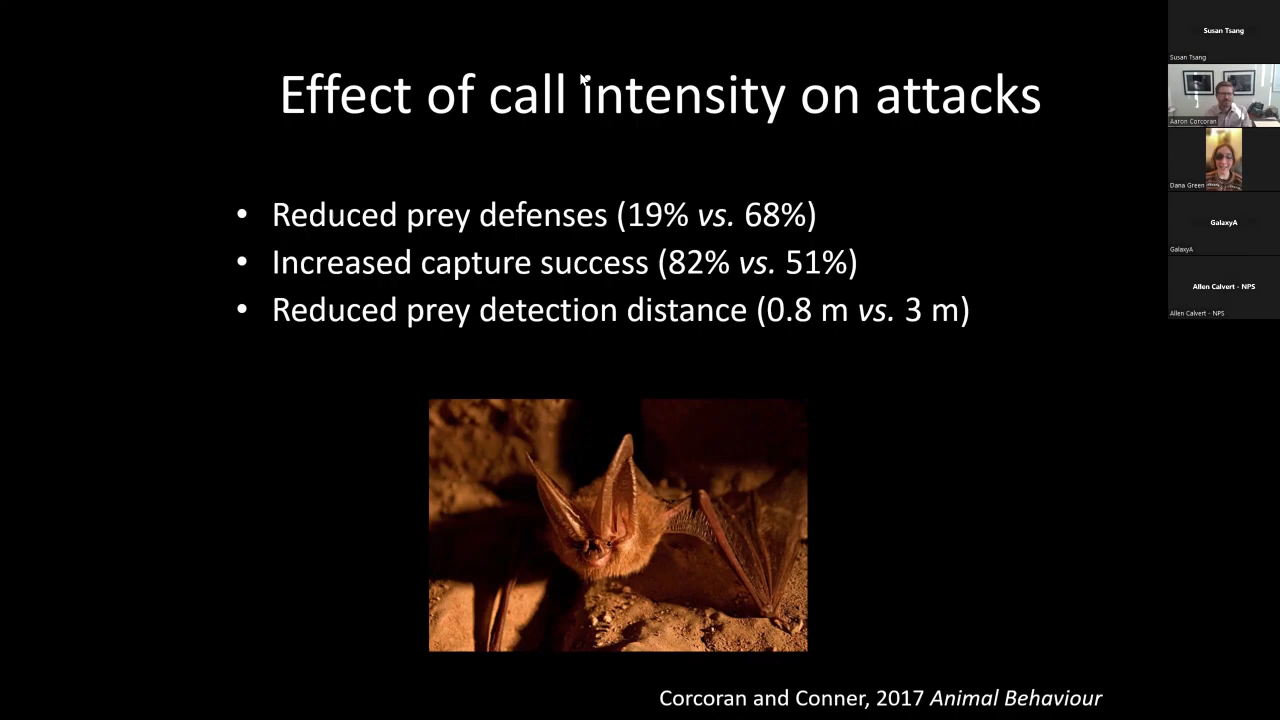 Effect of call intensity on attacks
• Reduced prey defenses (19% vs. 68%)
• Increased capture success (82% vs. 51%)
• Reduced prey detection distance (0.8 m vs. 3 m)
Corcoran and Conner, 2017 Animal Behaviour
Susan Tsang
Susan Tsang
Aaron Corcoran
Dana Green
GalaxyA
GalaxyA
Allen Calvert - NPS
Allen Calvert - NPS